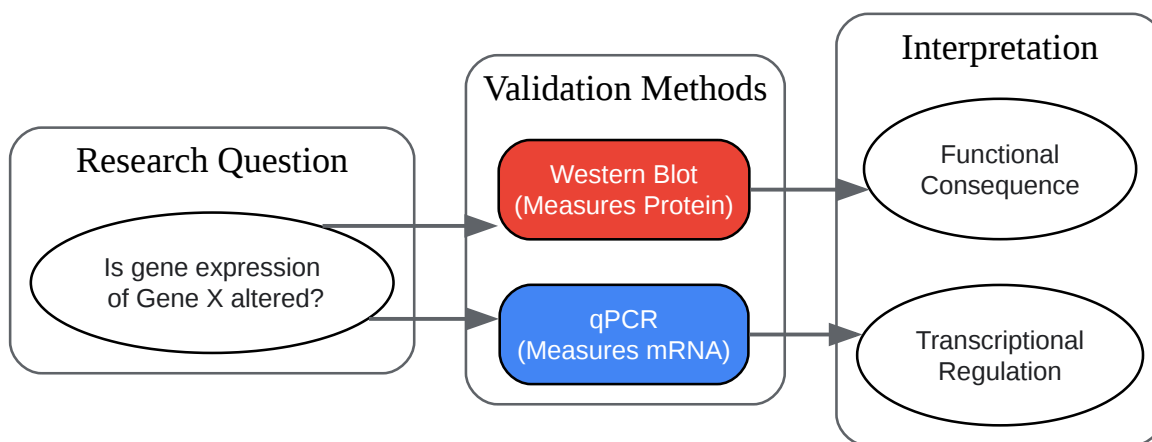 Research Question
Is gene expression
of Gene X altered?
Validation Methods
Western Blot
(Measures Protein)
qPCR
(Measures mRNA)
Interpretation
Functional
Consequence
Transcriptional
Regulation